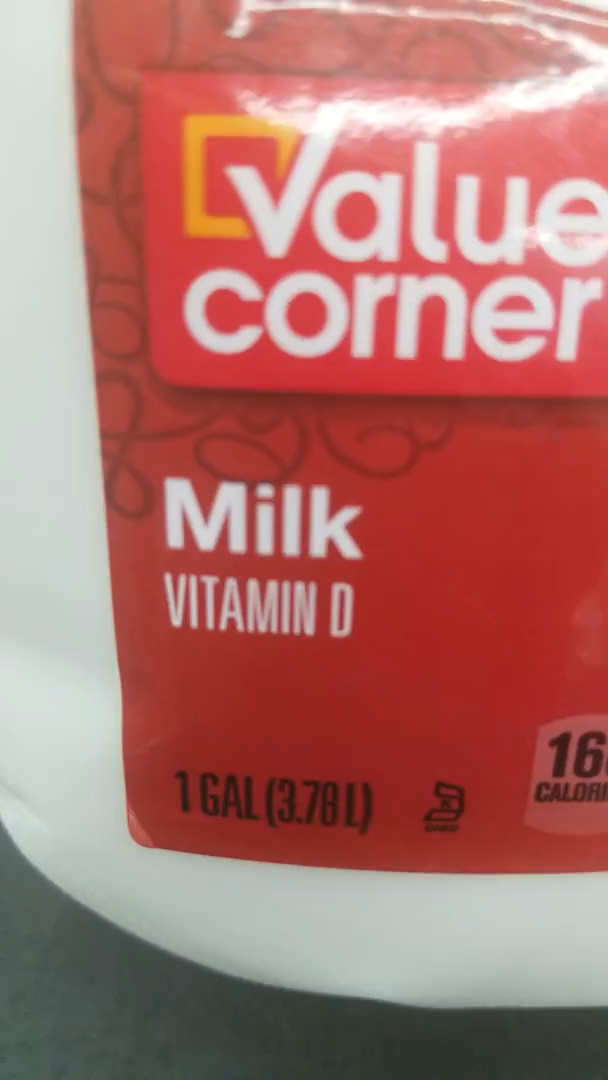 Value
corner
Milk
VITAMIN D
1 GAL (3.78 L)